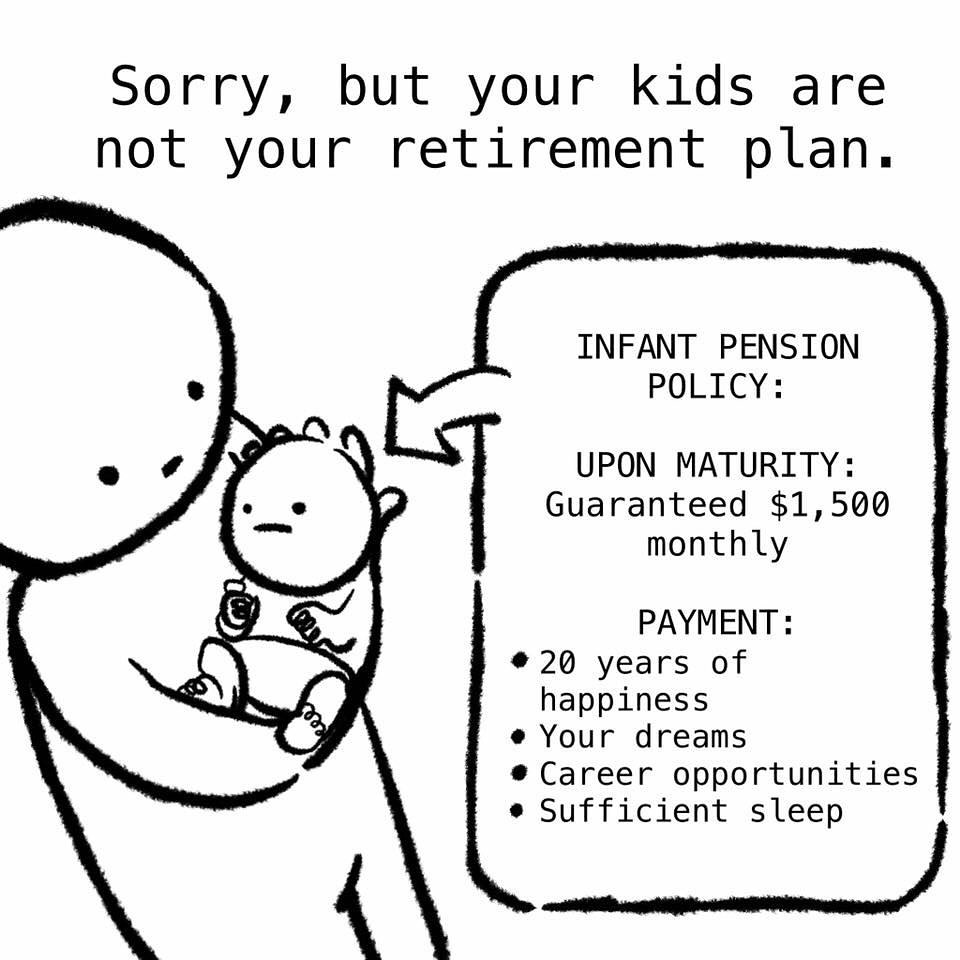 Sorry, but your kids are
not your retirement plan.
INFANT PENSION
POLICY:
UPON MATURITY:
Guaranteed $1,500
monthly
PAYMENT:
• 20 years of
happiness
• Your dreams
• Career opportunities
• Sufficient sleep